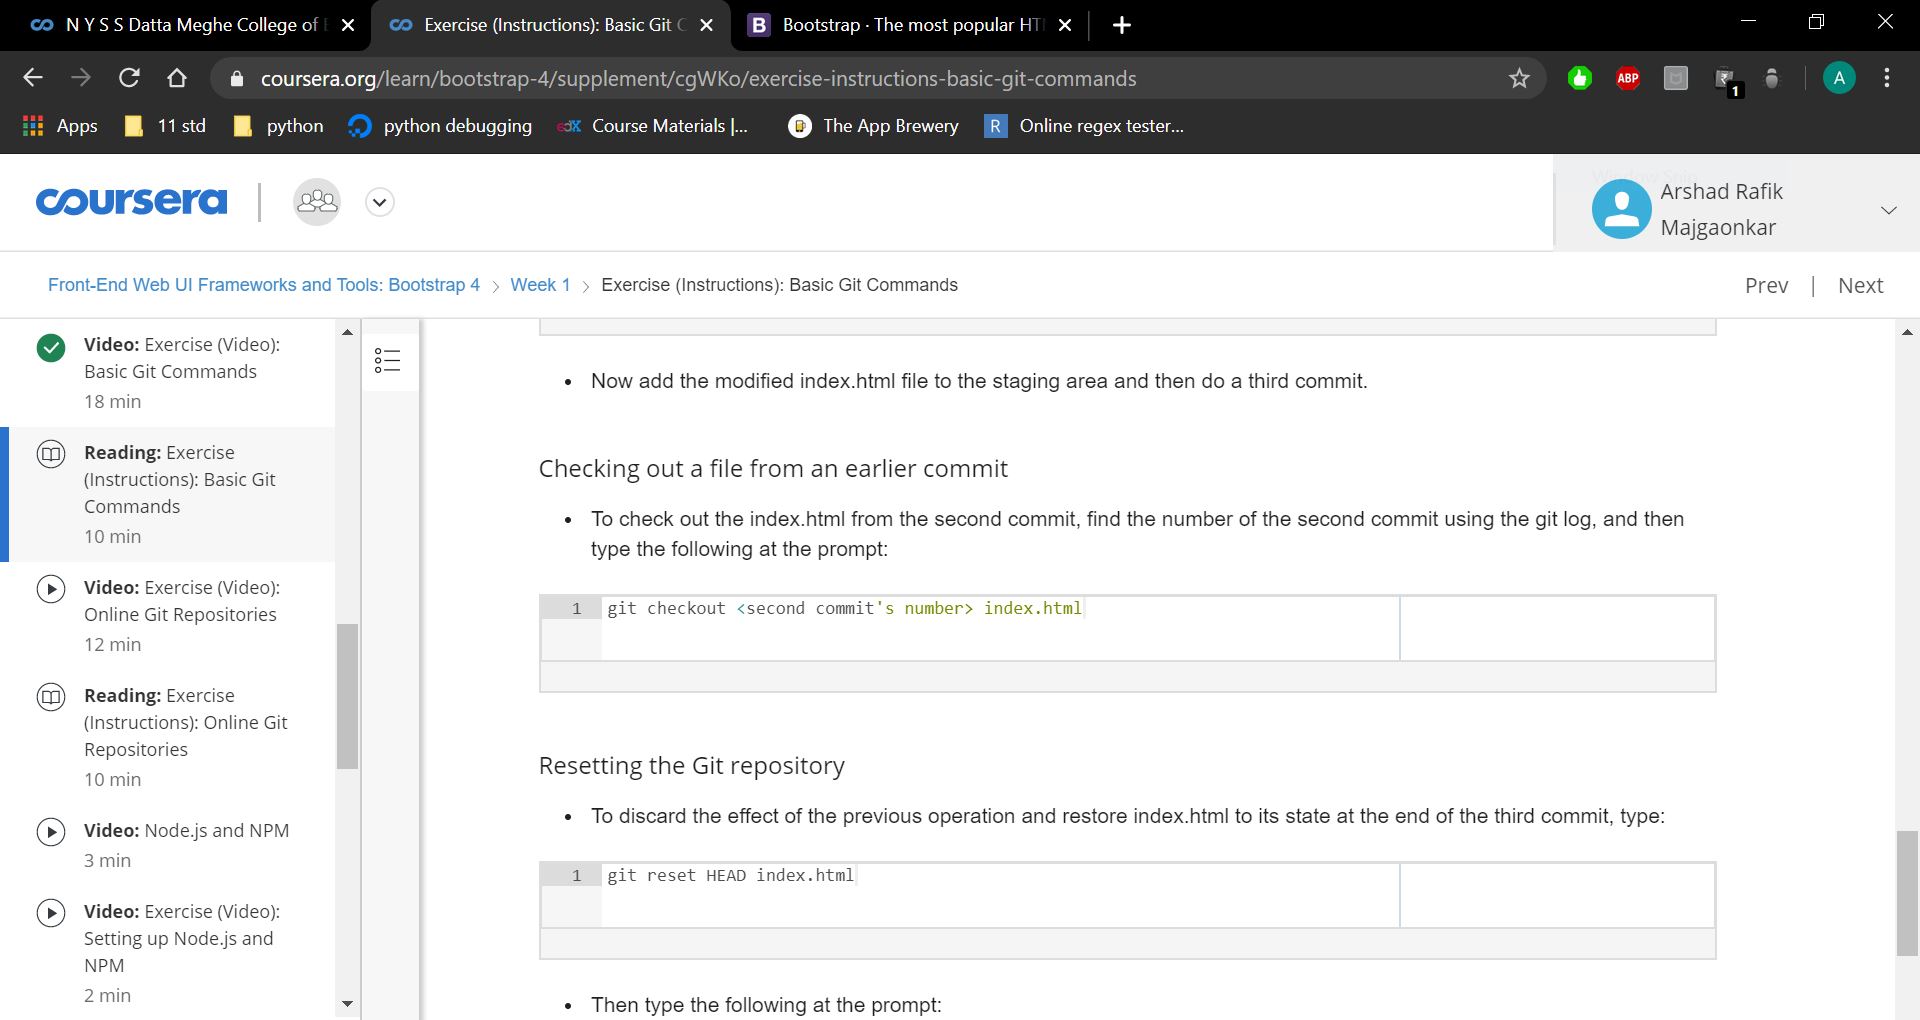 N Y S S Datta Meghe College of
Exercise (Instructions): Basic Git
Bootstrap · The most popular HT
coursera.org/learn/bootstrap-4/supplement/cgWKo/exercise-instructions-basic-git-commands
ABP
1
A
Apps
11 std
python
python debugging
edX
Course Materials |...
The App Brewery
R
Online regex tester...
coursera
Arshad Rafik
Majgaonkar
Front-End Web UI Frameworks and Tools: Bootstrap 4 > Week 1 > Exercise (Instructions): Basic Git Commands
Prev | Next
Video: Exercise (Video):
Basic Git Commands
18 min
Reading: Exercise
(Instructions): Basic Git
Commands
10 min
Video: Exercise (Video):
Online Git Repositories
12 min
Reading: Exercise
(Instructions): Online Git
Repositories
10 min
Video: Node.js and NPM
3 min
Video: Exercise (Video):
Setting up Node.js and
NPM
2 min
• Now add the modified index.html file to the staging area and then do a third commit.
Checking out a file from an earlier commit
• To check out the index.html from the second commit, find the number of the second commit using the git log, and then
type the following at the prompt:
1 git checkout <second commit's number> index.html
Resetting the Git repository
• To discard the effect of the previous operation and restore index.html to its state at the end of the third commit, type:
1 git reset HEAD index.html
• Then type the following at the prompt: